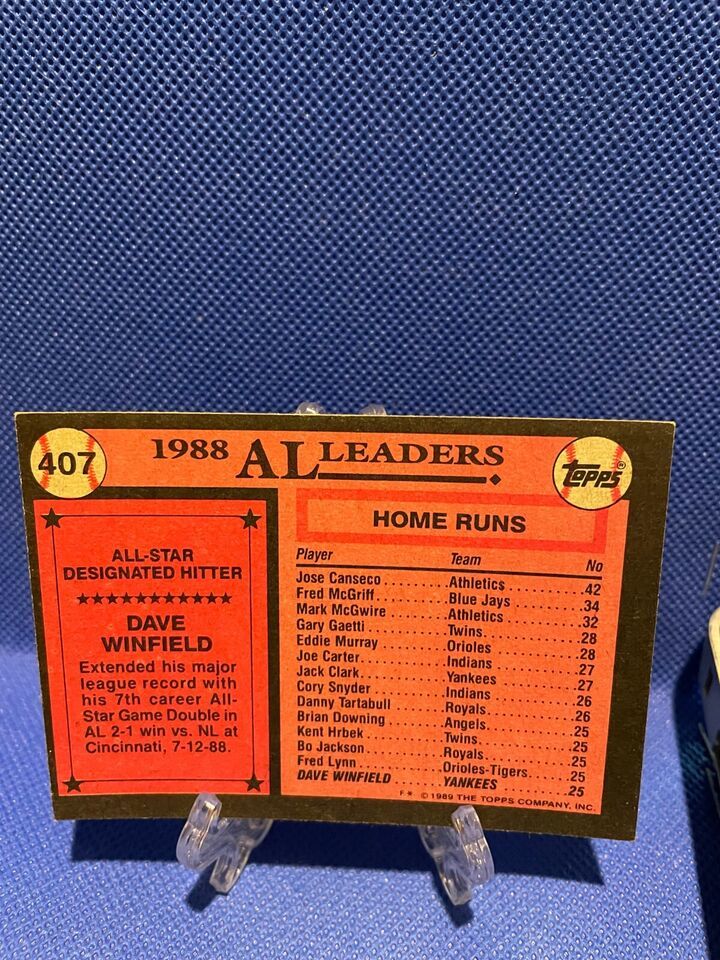 407
1988 AL LEADERS
topps®
ALL-STAR
DESIGNATED HITTER
★★★★★★★★★★★
DAVE
WINFIELD
Extended his major
league record with
his 7th career All-
Star Game Double in
AL 2-1 win vs. NL at
Cincinnati, 7-12-88.
HOME RUNS
Player Team No
Jose Canseco..........Athletics..........42
Fred McGriff..........Blue Jays..........34
Mark McGwire..........Athletics..........32
Gary Gaetti..........Twins..........28
Eddie Murray..........Orioles..........28
Joe Carter..........Indians..........27
Jack Clark..........Yankees..........27
Cory Snyder..........Indians..........26
Danny Tartabull..........Royals..........26
Brian Downing..........Angels..........25
Kent Hrbek..........Twins..........25
Bo Jackson..........Royals..........25
Fred Lynn..........Orioles-Tigers..........25
DAVE WINFIELD..........YANKEES..........25
F* © 1989 THE TOPPS COMPANY, INC.